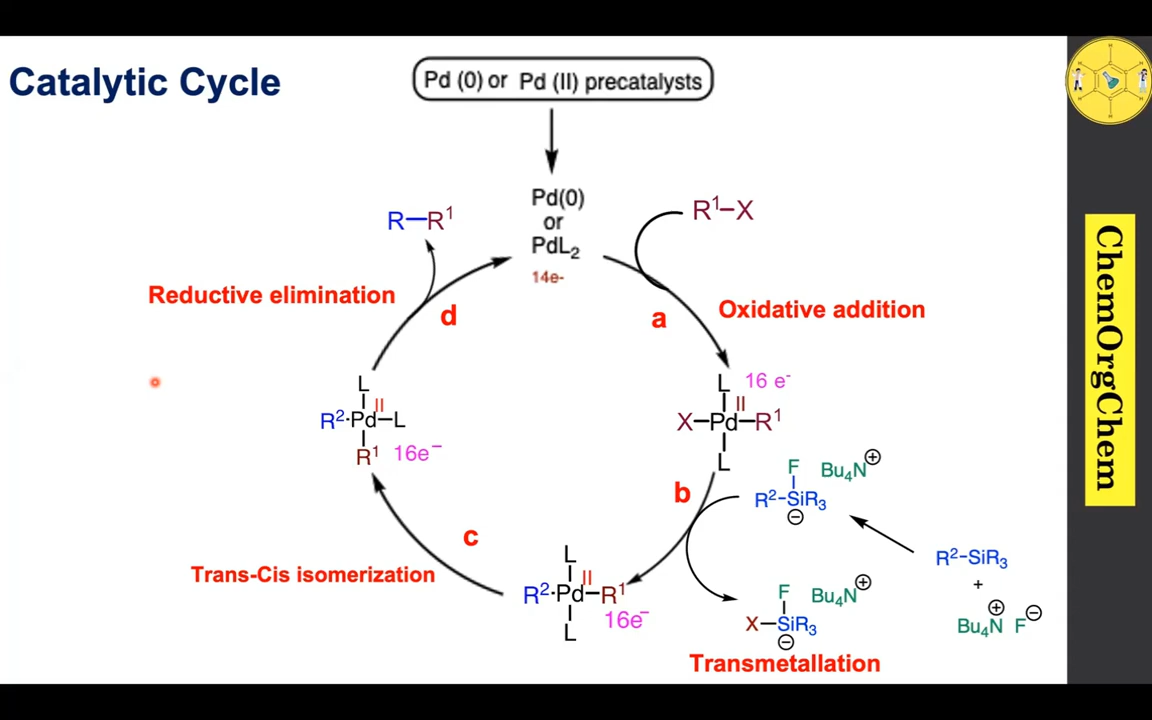 Catalytic Cycle
Pd (0) or Pd (II) precatalysts
Pd(0)
or
PdL₂
14e-
R—R¹
R¹—X
Reductive elimination
d
a
Oxidative addition
L
II
R²·Pd—L
R¹ 16e⁻
L 16 e⁻
II
X—Pd—R¹
L
b
F Bu₄N⊕
R²-SiR₃
⊖
c
Trans-Cis isomerization
L
II
R²·Pd—R¹
16e⁻
L
R²-SiR₃
+
Bu₄N⊕ F⊖
F Bu₄N⊕
X—SiR₃
⊖
Transmetallation
ChemOrgChem
H
H
H
H
H
H